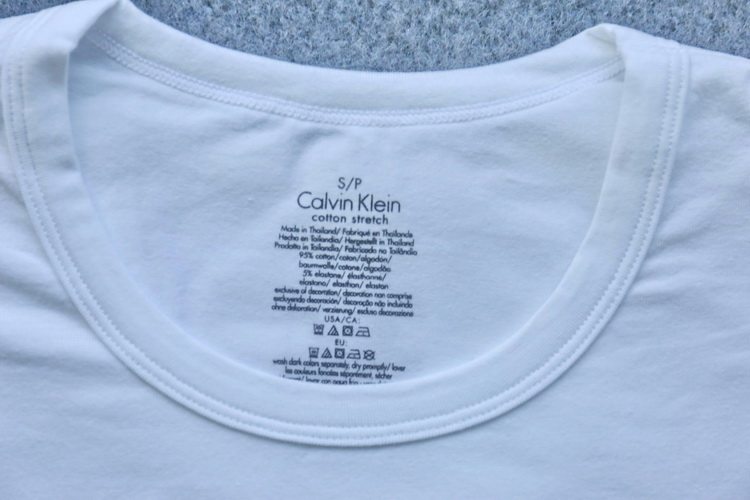 S/P
Calvin Klein
cotton stretch
Made in Thailand/ Fabriqué en Thaïlande
Hecho en Tailandia/ Hergestellt in Thailand
Prodotto in Tailandia/ Fabricado na Tailândia
95% cotton/coton/algodón/
baumwolle/cotone/algodão
5% elastane/ élasthanne/
elastano/ elasthan/ elastan
exclusive of decoration/ décoration non comprise
excluyendo decoración/ decoração não incluindo
ohne dekoration/ verzierung/ escluso decorazione
USA/CA:
EU:
wash dark colors separately, dry promptly/ laver
les couleurs foncées séparément, sécher